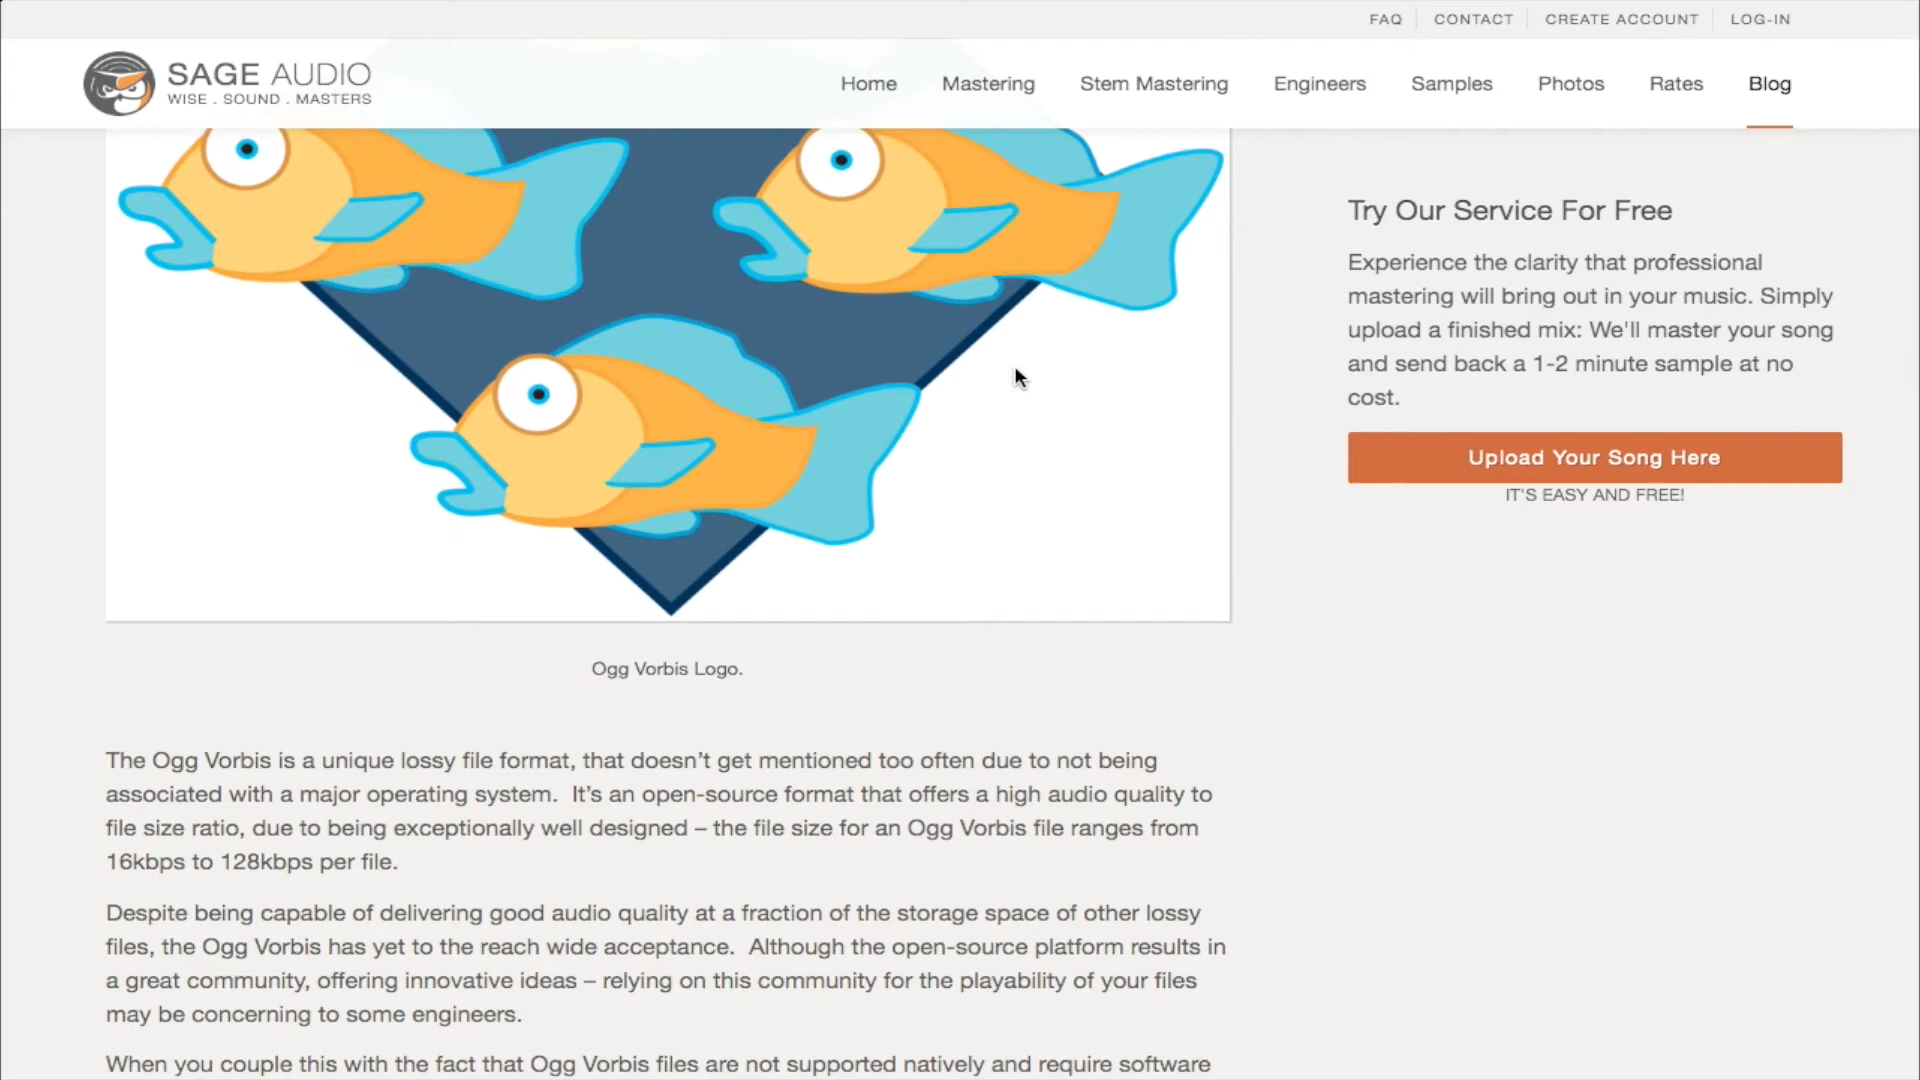 FAQ CONTACT CREATE ACCOUNT LOG-IN
SAGE AUDIO
WISE . SOUND . MASTERS
Home Mastering Stem Mastering Engineers Samples Photos Rates Blog
Try Our Service For Free
Experience the clarity that professional
mastering will bring out in your music. Simply
upload a finished mix: We'll master your song
and send back a 1-2 minute sample at no
cost.
Upload Your Song Here
IT'S EASY AND FREE!
Ogg Vorbis Logo.
The Ogg Vorbis is a unique lossy file format, that doesn’t get mentioned too often due to not being
associated with a major operating system.  It’s an open-source format that offers a high audio quality to
file size ratio, due to being exceptionally well designed – the file size for an Ogg Vorbis file ranges from
16kbps to 128kbps per file.
Despite being capable of delivering good audio quality at a fraction of the storage space of other lossy
files, the Ogg Vorbis has yet to the reach wide acceptance.  Although the open-source platform results in
a great community, offering innovative ideas – relying on this community for the playability of your files
may be concerning to some engineers.
When you couple this with the fact that Ogg Vorbis files are not supported natively and require software